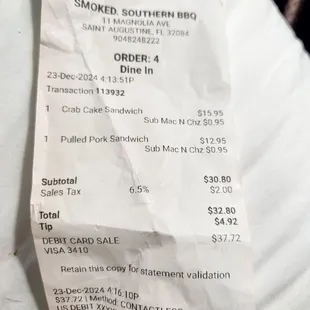 SMOKED. SOUTHERN BBQ
11 MAGNOLIA AVE
SAINT AUGUSTINE, FL 32084
9048248222
ORDER: 4
Dine In
23-Dec-2024 4:13:51P
Transaction 113932
1 Crab Cake Sandwich $15.95
Sub Mac N Chz $0.95
1 Pulled Pork Sandwich $12.95
Sub Mac N Chz $0.95
Subtotal $30.80
Sales Tax 6.5% $2.00
Total $32.80
Tip $4.92
DEBIT CARD SALE $37.72
VISA 3410
Retain this copy for statement validation
23-Dec-2024 4:16:10P
$37.72 | Method: CONTACTLESS
US DEBIT